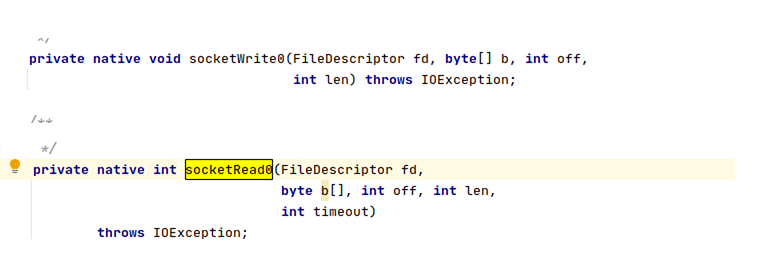 */
private native void socketWrite0(FileDescriptor fd, byte[] b, int off,
int len) throws IOException;
/**
*/
private native int socketRead0(FileDescriptor fd,
byte b[], int off, int len,
int timeout)
throws IOException;